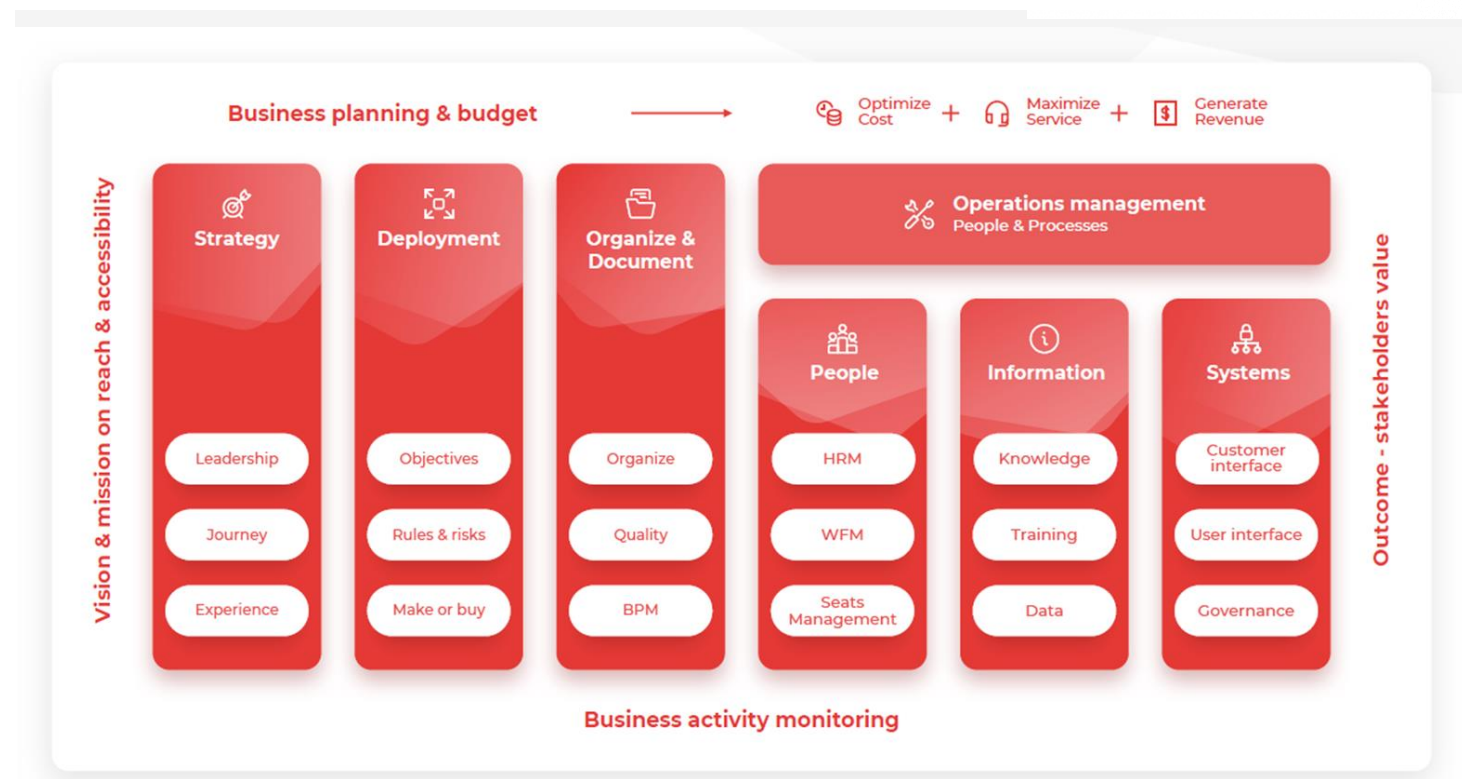 Business planning & budget
Optimize
Cost
+
Maximize
Service
+
Generate
Revenue
Vision & mission on reach & accessibility
Strategy
Leadership
Journey
Experience
Deployment
Objectives
Rules & risks
Make or buy
Organize &
Document
Organize
Quality
BPM
Operations management
People & Processes
People
HRM
WFM
Seats
Management
Information
Knowledge
Training
Data
Systems
Customer
interface
User interface
Governance
Outcome - stakeholders value
Business activity monitoring